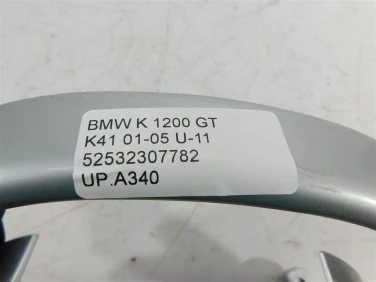 BMW K 1200 GT
K41 01-05 U-11
52532307782
UP.A340